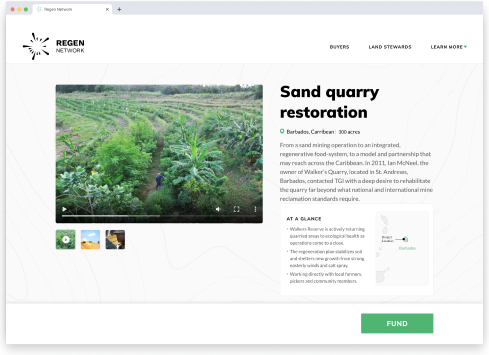 Regen Network
REGEN
NETWORK
BUYERS
LAND STEWARDS
LEARN MORE
Sand quarry
restoration
Barbados, Carribean
300 acres
From a sand mining operation to an integrated,
regenerative food-system, to a model and partnership that
may reach across the Caribbean. In 2011, Ian McNeel, the
owner of Walker's Quarry, located in St. Andrews,
Barbados, contacted TGI with a deep desire to rehabilitate
the quarry far beyond what national and international mine
reclamation standards require.
AT A GLANCE
• Walkers Reserve is actively returning
quarried areas to ecological health as
operations come to a close.
• The regeneration plan stabilizes soil
and shelters new growth from strong
easterly winds and salt spray.
• Working directly with local farmers,
pickers and community members.
Project
Location
Barbados
FUND